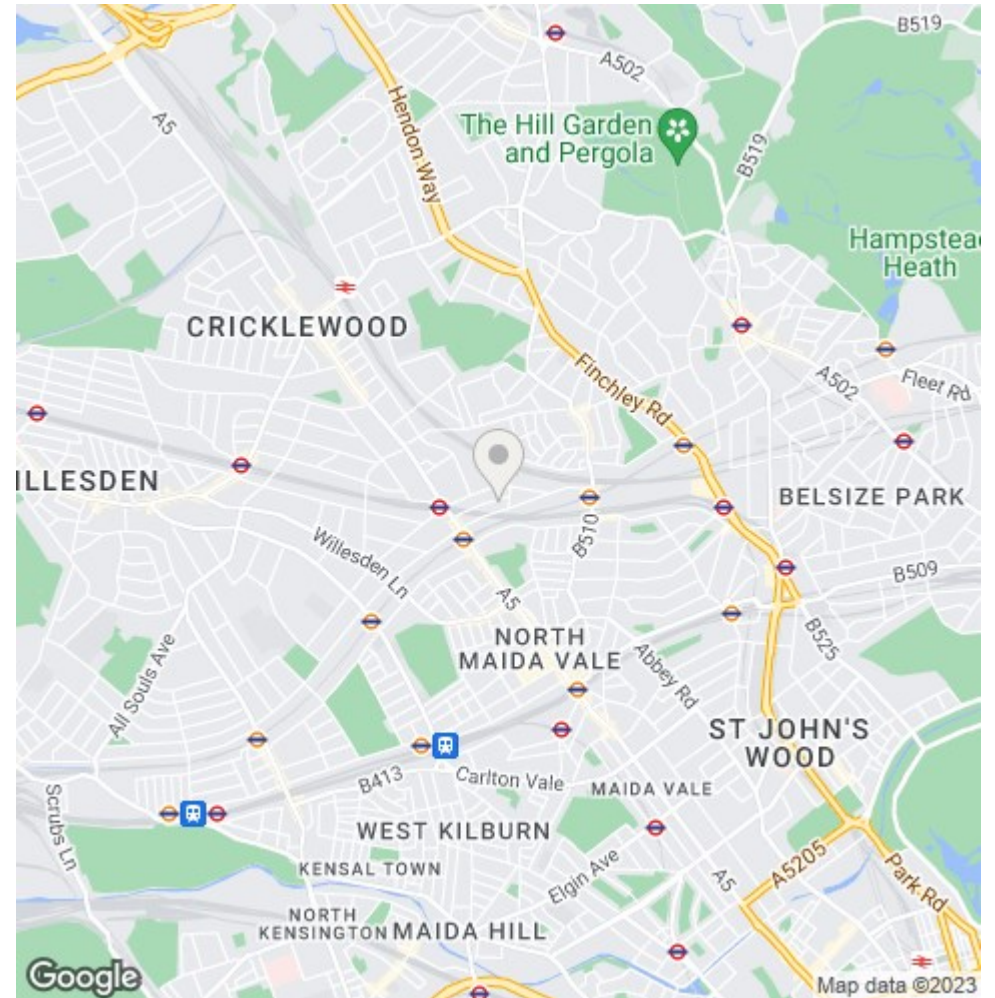 B519
A502
A5
Hendon Way
The Hill Garden
and Pergola
B519
Hampstead
Heath
CRICKLEWOOD
Finchley Rd
A502
Fleet Rd
ILLESDEN
BELSIZE PARK
B510
Willesden Ln
A5
B509
NORTH
MAIDA VALE
Abbey Rd
B525
All Souls Ave
ST JOHN'S
WOOD
B413
Carlton Vale
MAIDA VALE
Scrubs Ln
WEST KILBURN
KENSAL TOWN
Elgin Ave
A5
A5205
Park Rd
NORTH
KENSINGTON
MAIDA HILL
Google
Map data ©2023